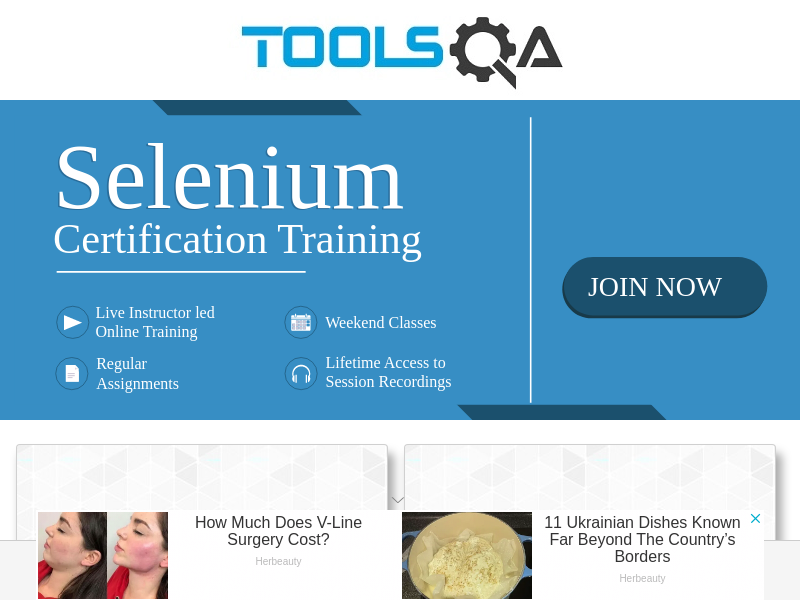 TOOLSQA
Selenium
Certification Training
JOIN NOW
Live Instructor led
Online Training
Weekend Classes
Regular
Assignments
Lifetime Access to
Session Recordings
How Much Does V-Line
Surgery Cost?
Herbeauty
11 Ukrainian Dishes Known
Far Beyond The Country’s
Borders
Herbeauty